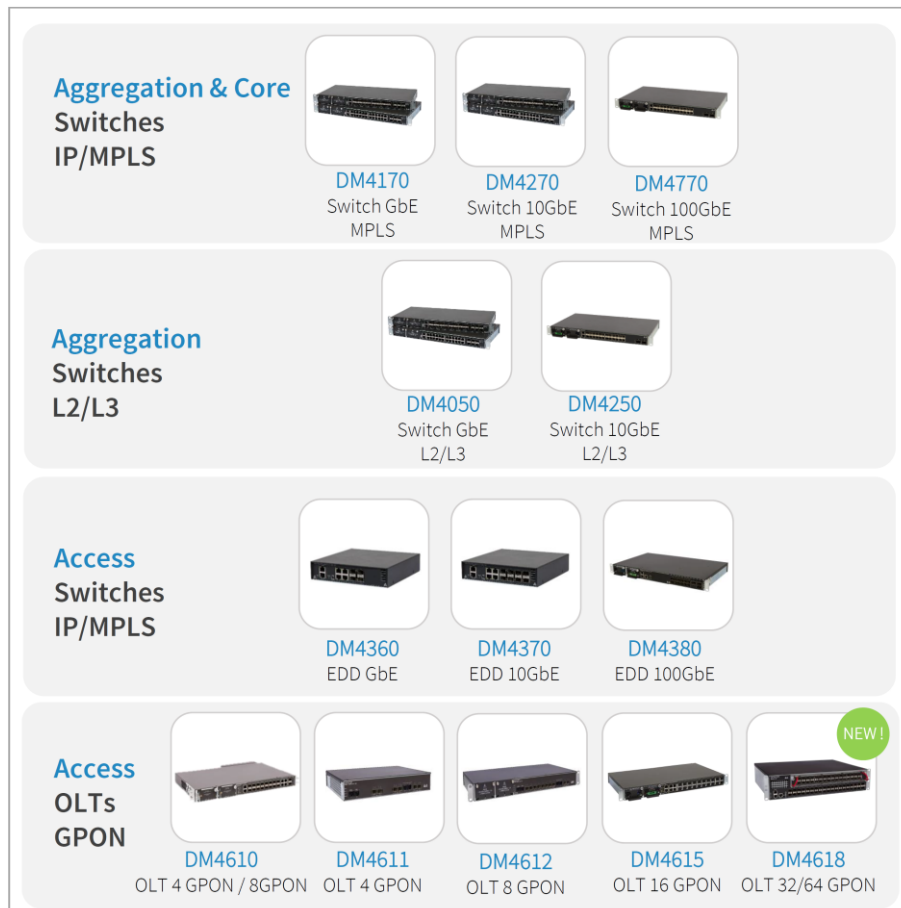 Aggregation & Core
Switches
IP/MPLS
DM4170
Switch GbE
MPLS
DM4270
Switch 10GbE
MPLS
DM4770
Switch 100GbE
MPLS
Aggregation
Switches
L2/L3
DM4050
Switch GbE
L2/L3
DM4250
Switch 10GbE
L2/L3
Access
Switches
IP/MPLS
DM4360
EDD GbE
DM4370
EDD 10GbE
DM4380
EDD 100GbE
Access
OLTs
GPON
DM4610
OLT 4 GPON / 8GPON
DM4611
OLT 4 GPON
DM4612
OLT 8 GPON
DM4615
OLT 16 GPON
NEW !
DM4618
OLT 32/64 GPON